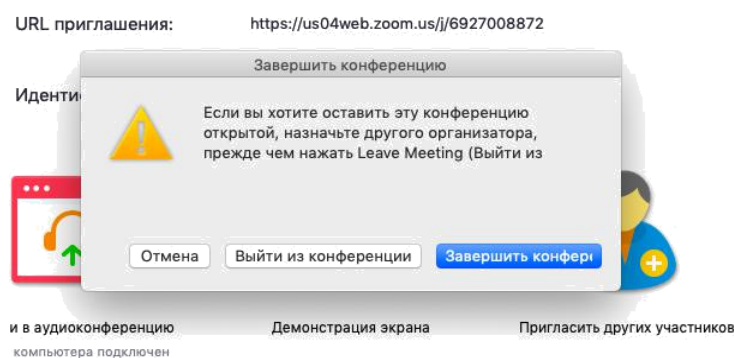 URL приглашения: https://us04web.zoom.us/j/6927008872
Завершить конференцию
Иденти
Если вы хотите оставить эту конференцию
открытой, назначьте другого организатора,
прежде чем нажать Leave Meeting (Выйти из
Отмена Выйти из конференции Завершить конфер
и в аудиоконференцию Демонстрация экрана Пригласить других участников
компьютера подключен